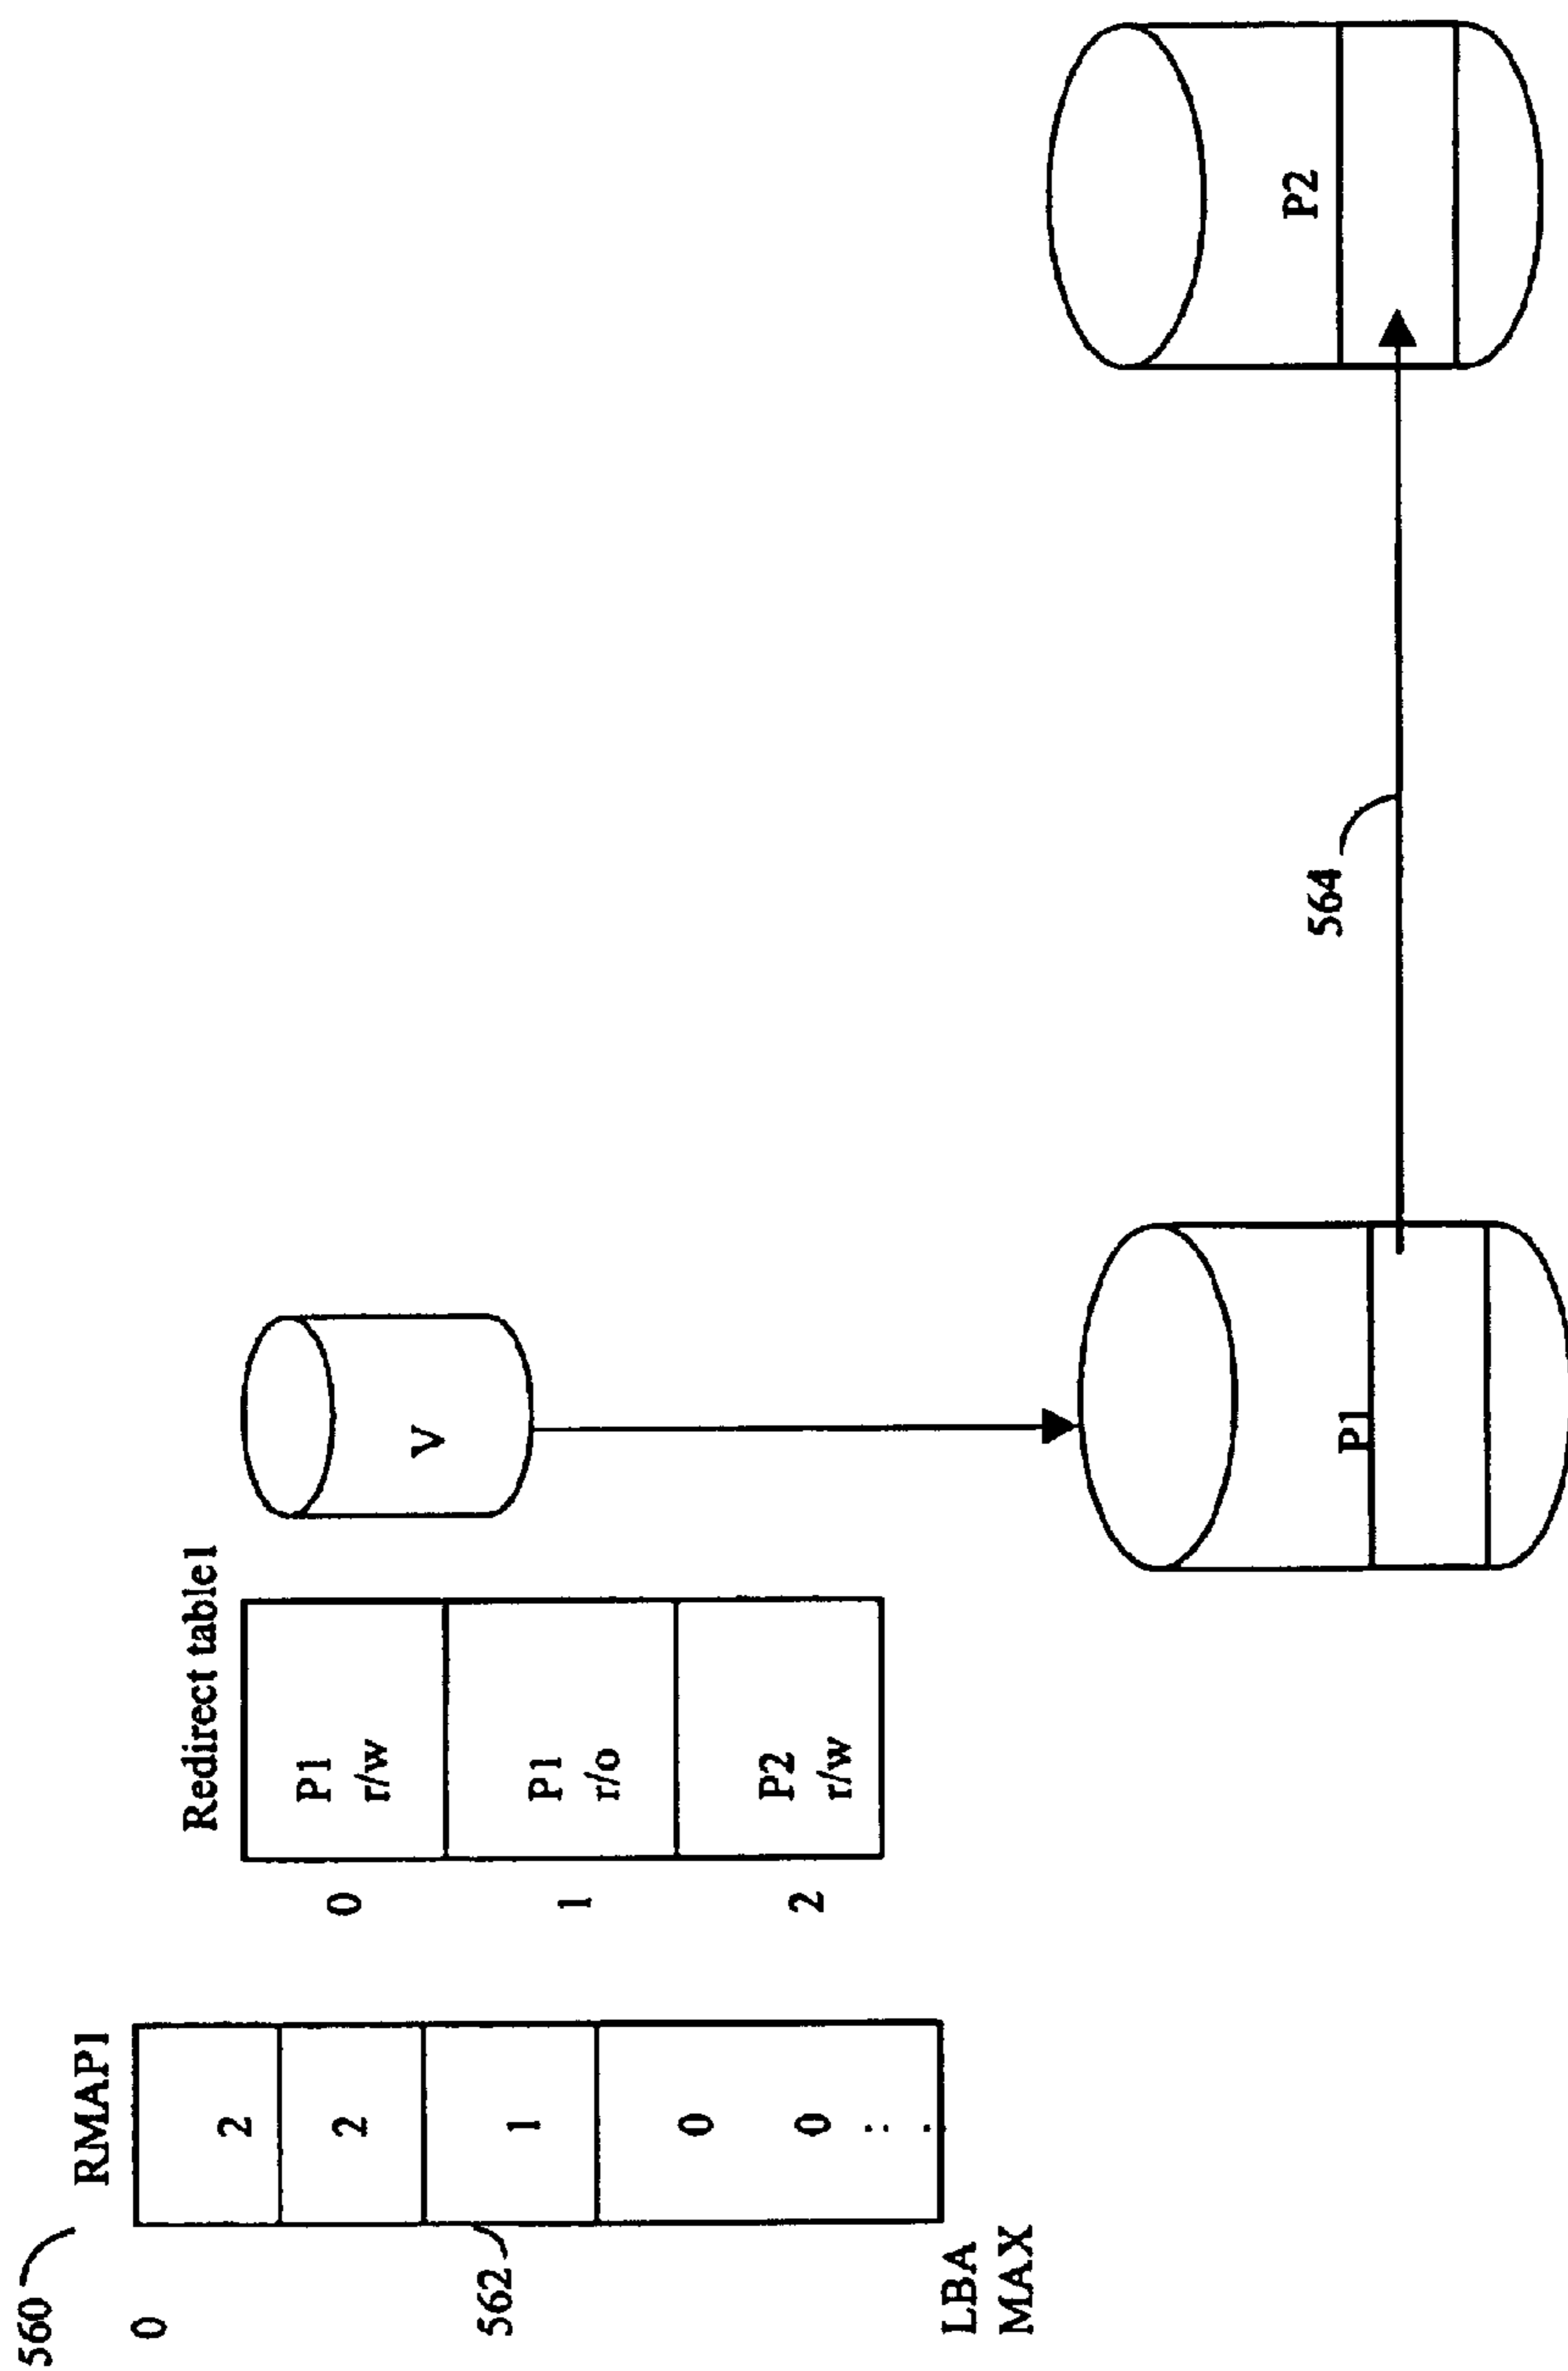 560
RMAP1
0
2
2
562
1
0
0
:
.
LBA
MAX
Redirect table1
0
P1
r/w
1
P1
r/o
2
P2
r/w
V
P1
564
P2